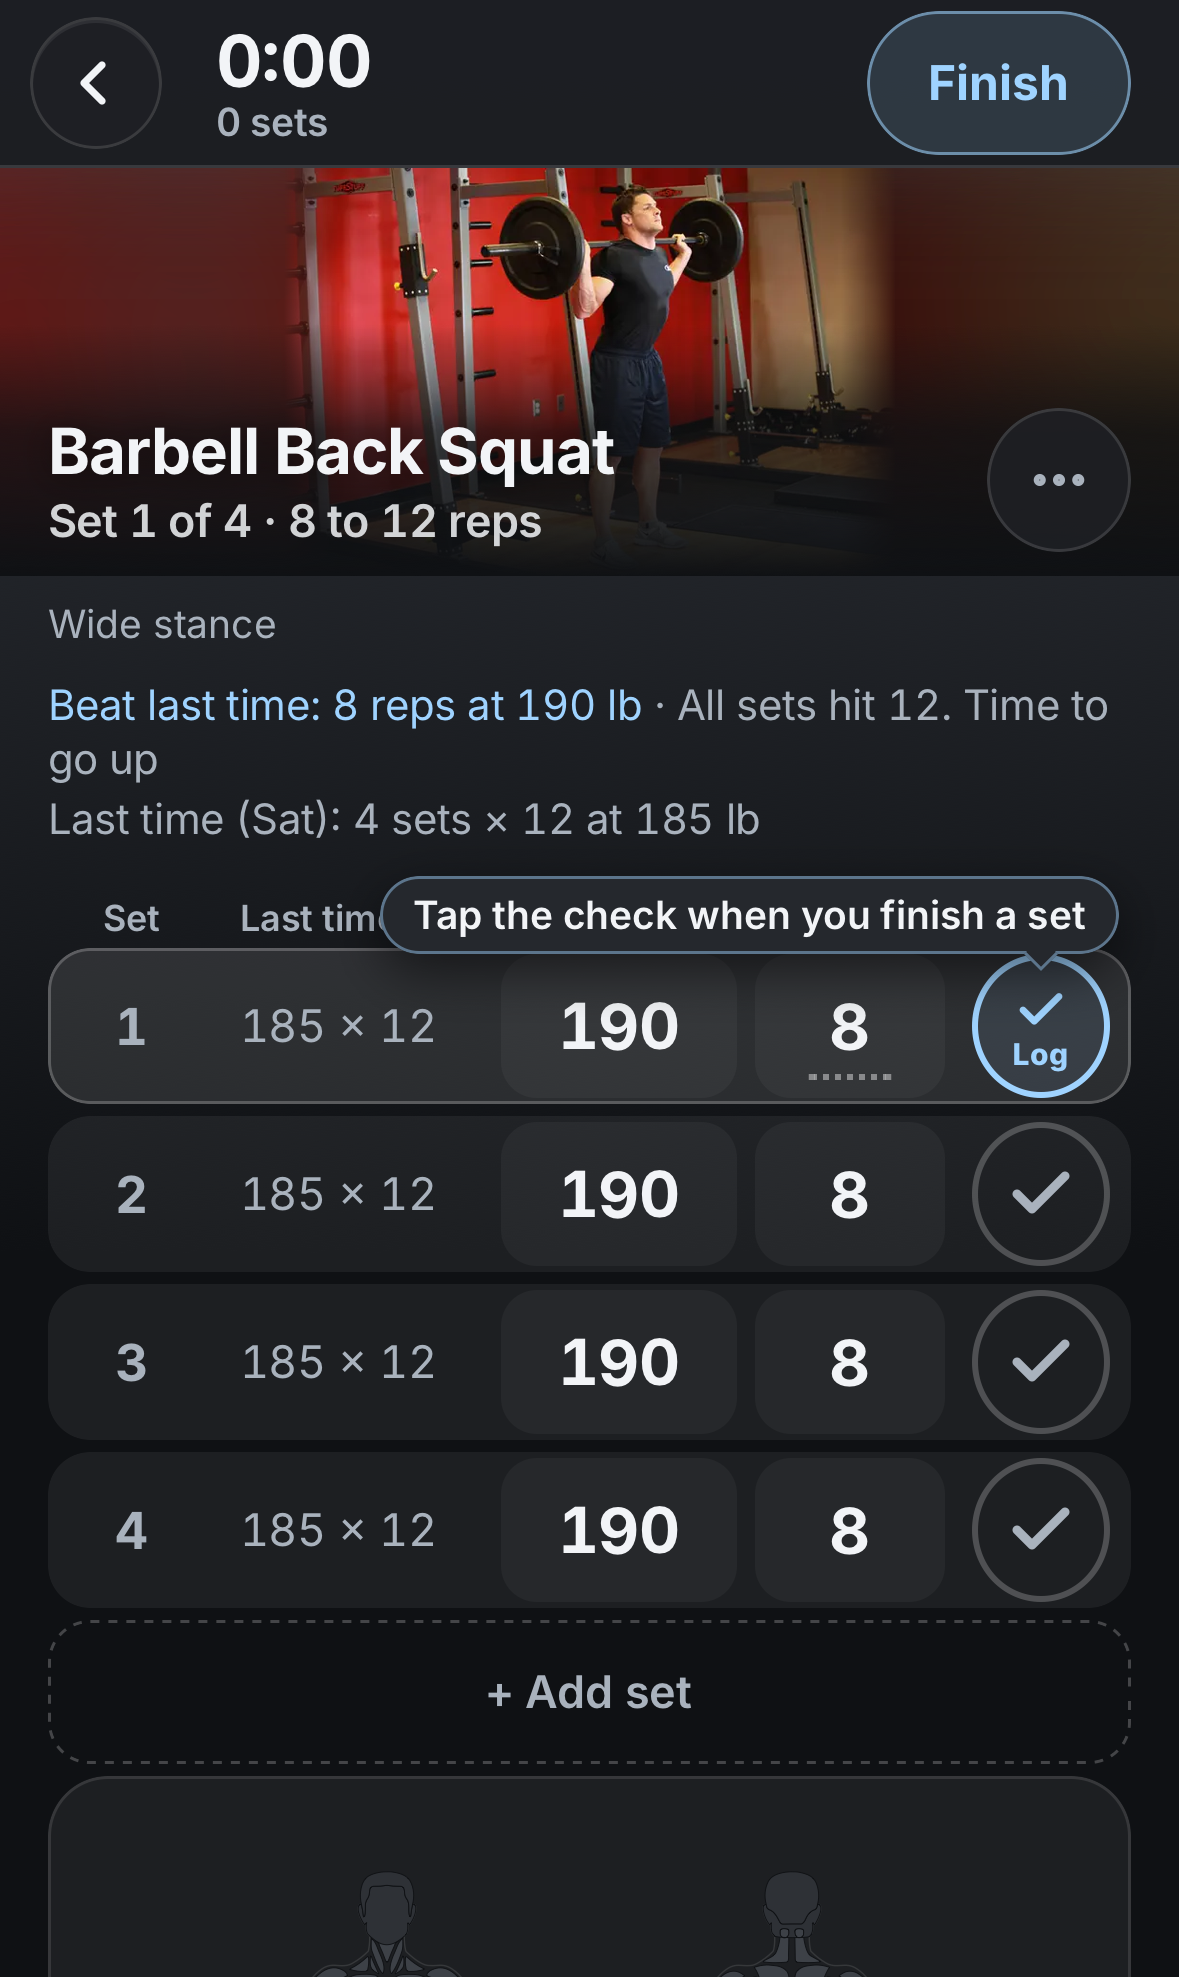 0:00
0 sets
Finish
Barbell Back Squat
Set 1 of 4 · 8 to 12 reps
Wide stance
Beat last time: 8 reps at 190 lb · All sets hit 12. Time to
go up
Last time (Sat): 4 sets × 12 at 185 lb
Set Last time
Tap the check when you finish a set
1 185 × 12 190 8 Log
2 185 × 12 190 8
3 185 × 12 190 8
4 185 × 12 190 8
+ Add set